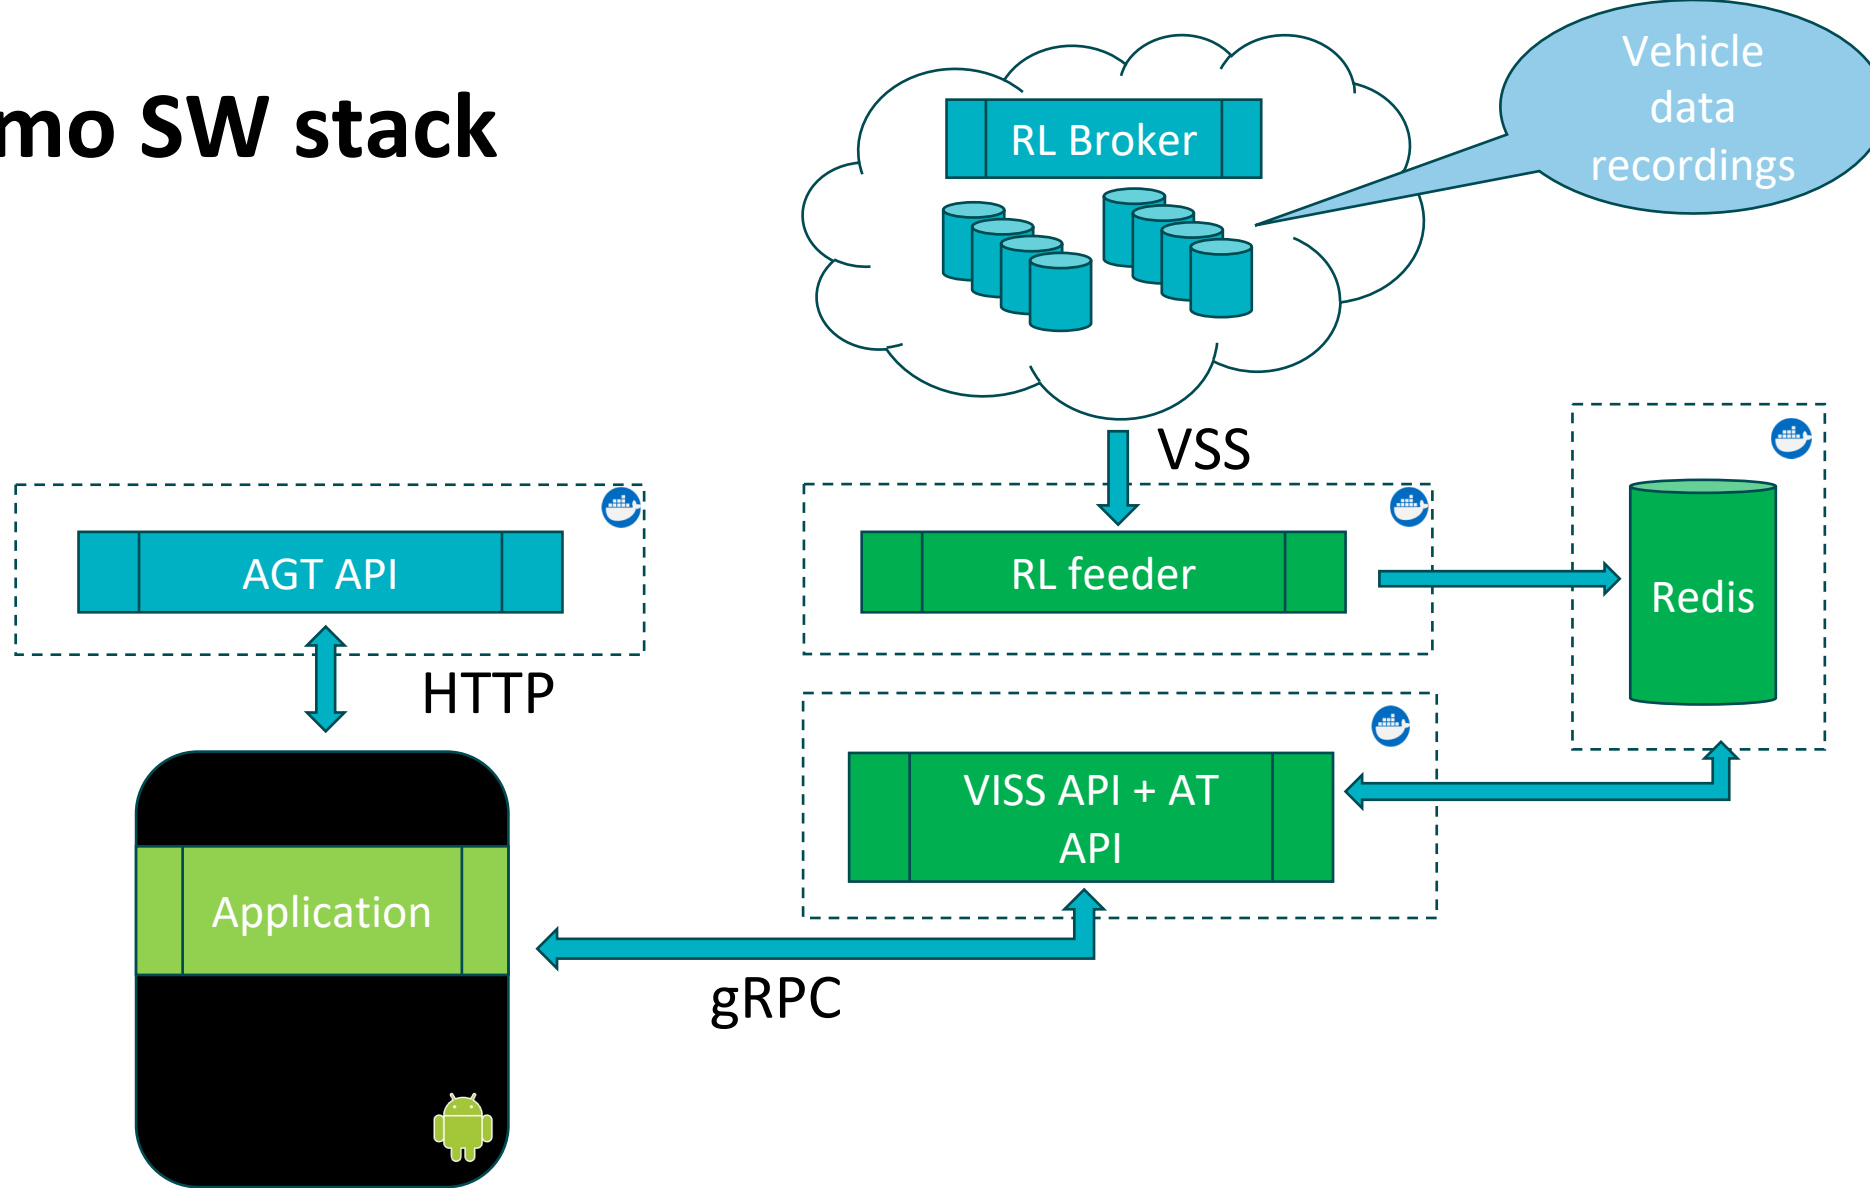 mo SW stack
RL Broker
Vehicle
data
recordings
VSS
AGT API
RL feeder
Redis
HTTP
VISS API + AT
API
Application
gRPC